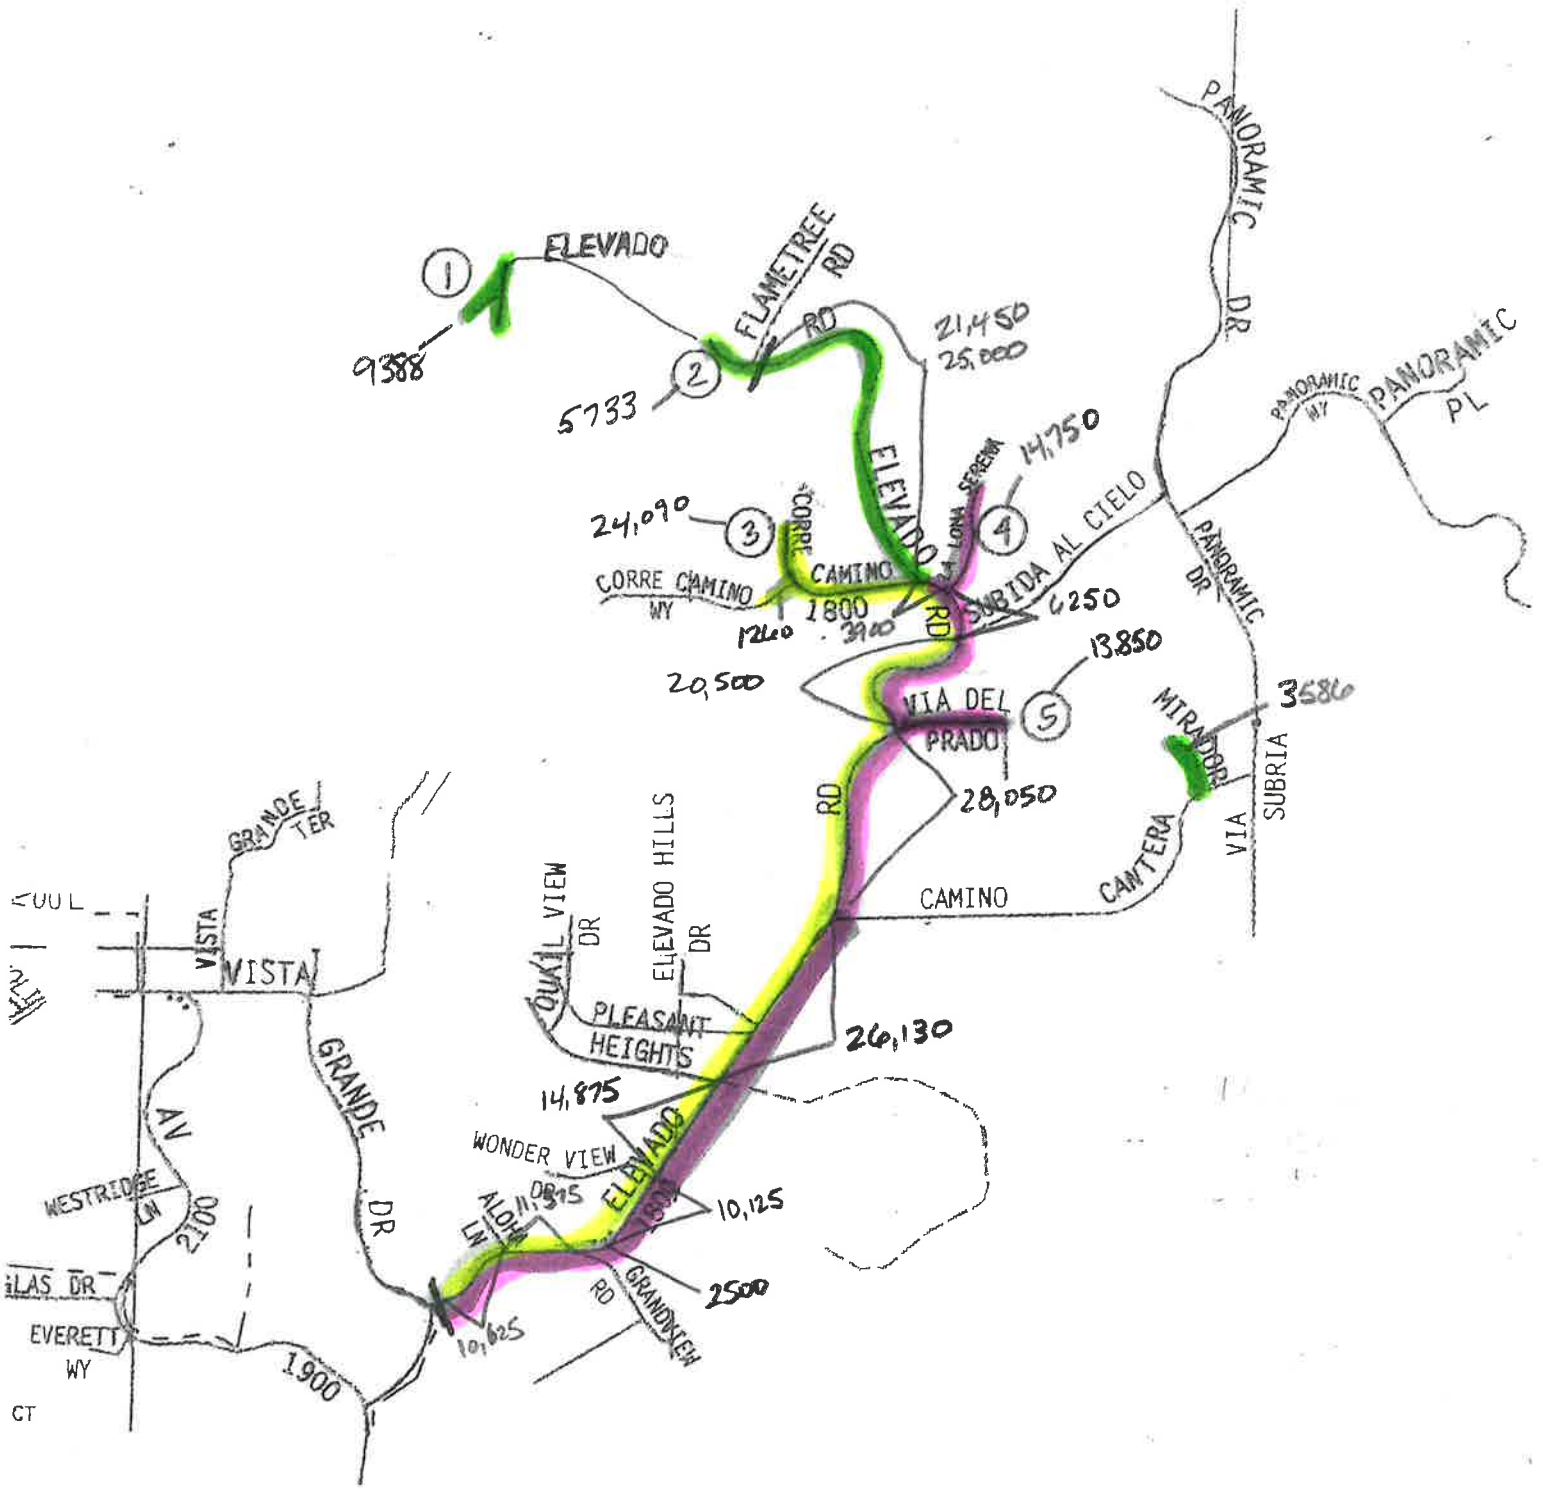 PANORAMIC
DR
ELEVADO
1
9388
FLAMETREE
RD
RD
21,450
25,000
2
5733
PANORAMIC
WY
PANORAMIC
PL
ELEVADO
RD
LOMA SERENA
14,750
4
24,090
3
CORRE
CAMINO
1800
CORRE CAMINO
WY
1260
3900
SUBIDA AL CIELO
6250
PANORAMIC
DR
20,500
13,850
5
VIA DEL
PRADO
MIRADOR
3586
VIA
SUBRIA
28,050
RD
CAMINO
CANTERA
GRANDE
TER
VISTA
VISTA
QUAIL VIEW
DR
ELEVADO HILLS
DR
PLEASANT
HEIGHTS
26,130
14,875
GRANDE
DR
AV
2100
WESTRIDGE
LN
WONDER VIEW
DR
ELEVADO
1800
10,125
ALOHA
LN
2500
GRANDVIEW
RD
10,625
LAS DR
EVERETT
WY
1900
CT